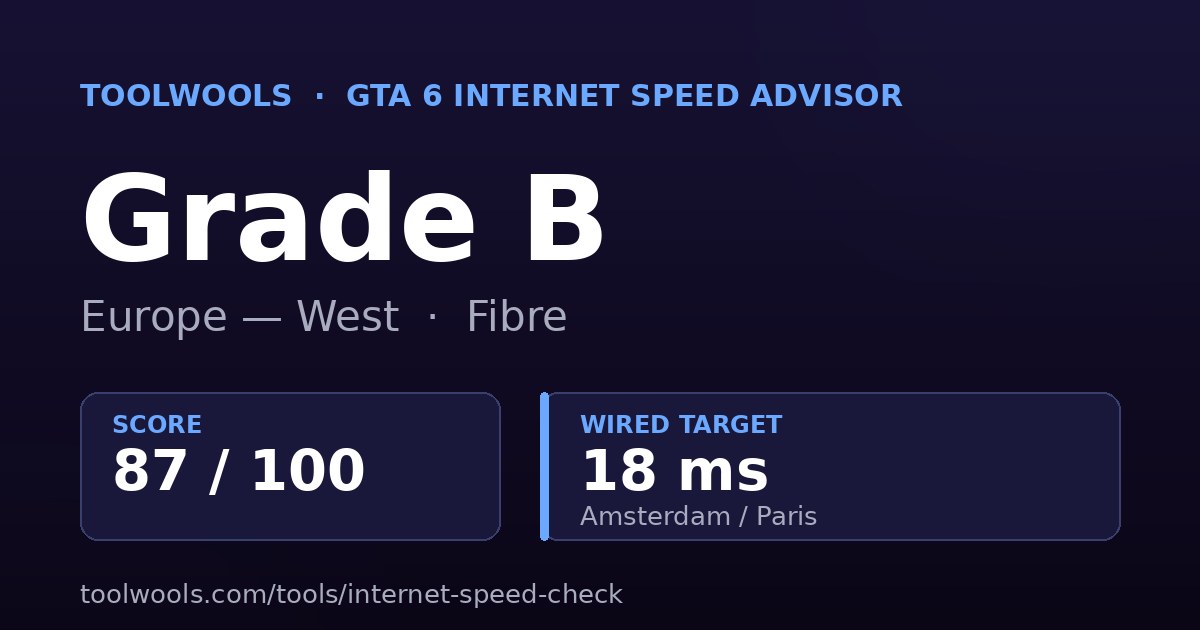 TOOLWOOLS · GTA 6 INTERNET SPEED ADVISOR
Grade B
Europe — West · Fibre
SCORE
87 / 100
WIRED TARGET
18 ms
Amsterdam / Paris
toolwools.com/tools/internet-speed-check